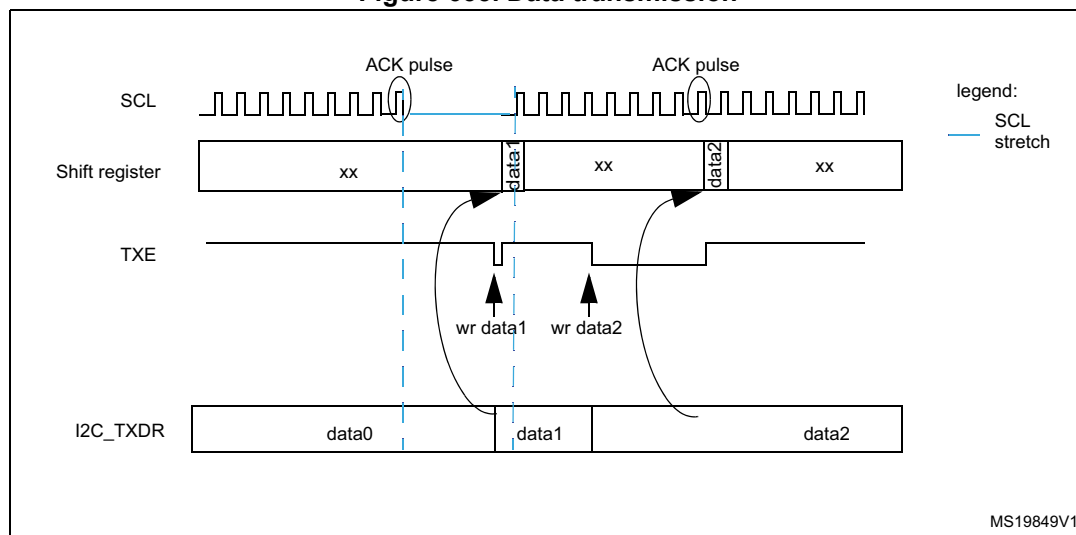 ACK pulse ACK pulse
SCL
legend:
SCL
stretch
Shift register xx data1 xx data2 xx
TXE
wr data1 wr data2
I2C_TXDR data0 data1 data2
MS19849V1